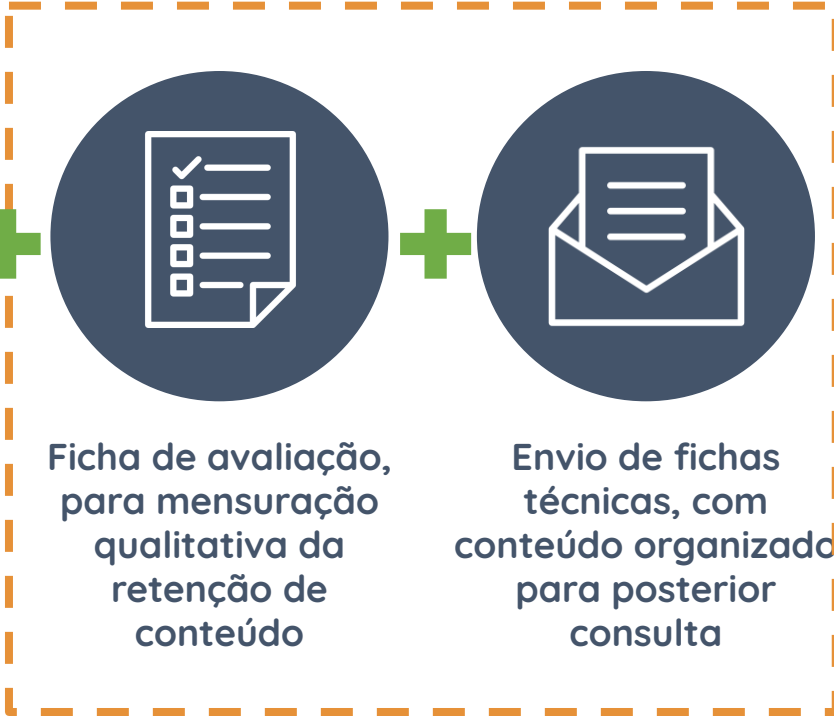 Ficha de avaliação,
para mensuração
qualitativa da
retenção de
conteúdo
Envio de fichas
técnicas, com
conteúdo organizado
para posterior
consulta